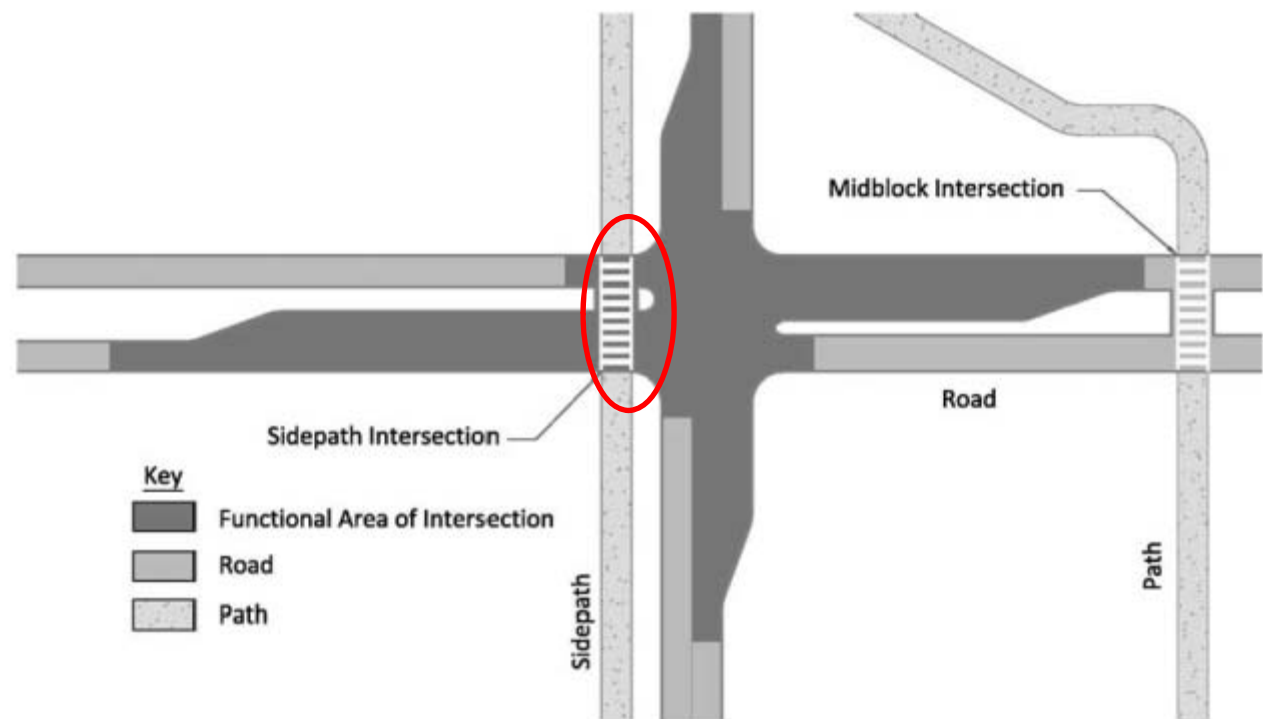 Midblock Intersection
Road
Sidepath Intersection
Key
Functional Area of Intersection
Road
Path
Sidepath
Path